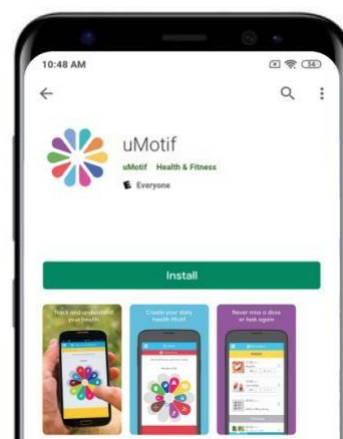 10:48 AM
34
uMotif
uMotif Health & Fitness
E Everyone
Install
Track and understand
your health
Create your daily
health Motif
Never miss a dose
or task again